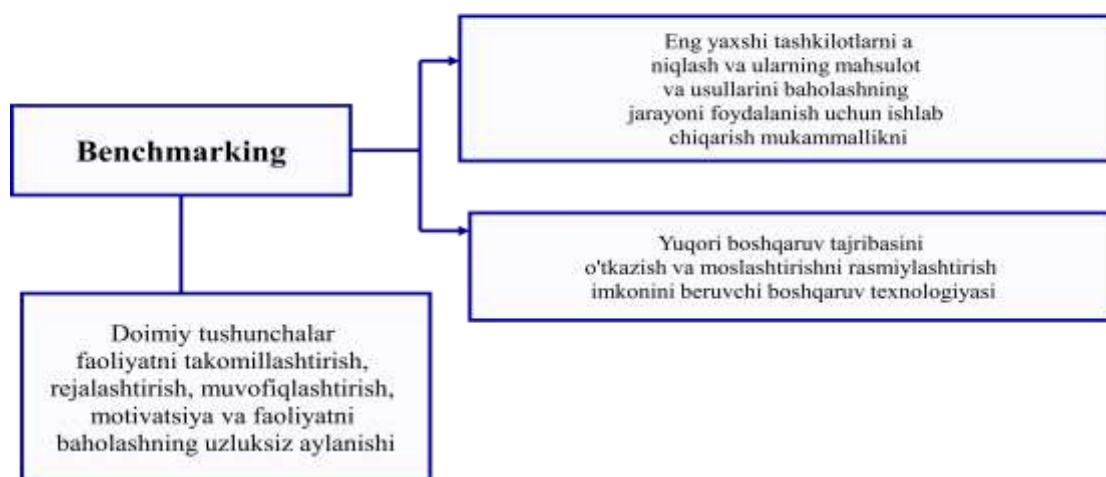 Eng yaxshi tashkilotlarni a
niqlash va ularning mahsulot
va usullarini baholashning
jarayoni foydalanish uchun ishlab
chiqarish mukammallikni
Benchmarking
Yuqori boshqaruv tajribasini
o'tkazish va moslashtirishni rasmiylashtirish
imkonini beruvchi boshqaruv texnologiyasi
Doimiy tushunchalar
faoliyatni takomillashtirish,
rejalashtirish, muvofiqlashtirish,
motivatsiya va faoliyatni
baholashning uzluksiz aylanishi